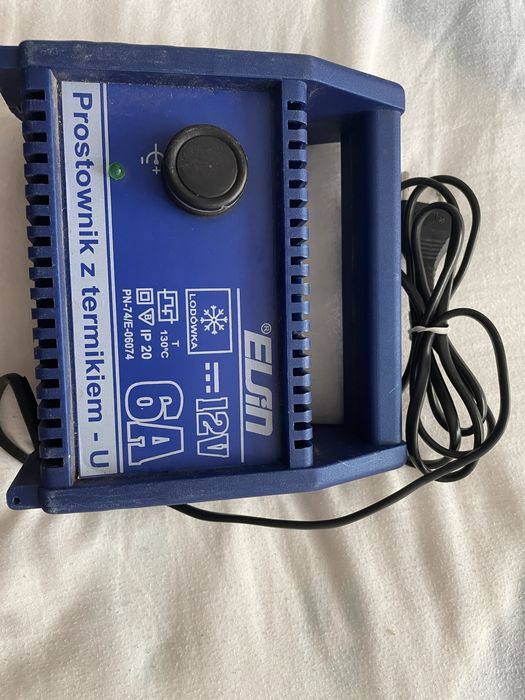 ELSIN®
LODÓWKA
12V
6A
T
130°C
B IP 20
PN-74/E-06074
Prostownik z termikiem - U